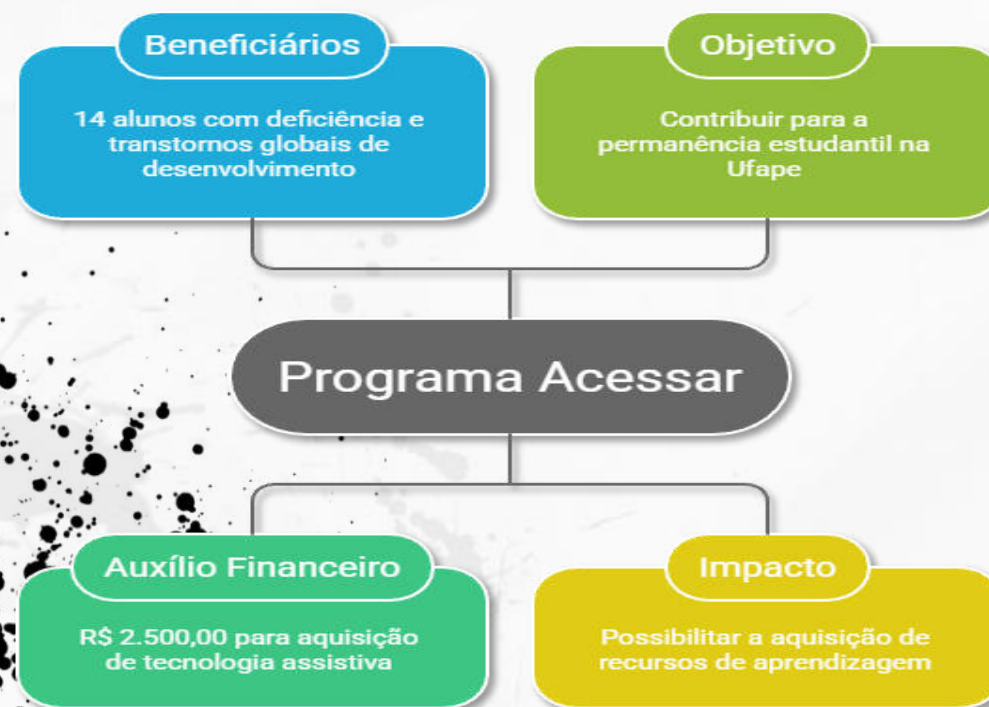 Beneficiários
14 alunos com deficiência e
transtornos globais de
desenvolvimento
Objetivo
Contribuir para a
permanência estudantil na
Ufape
Programa Acessar
Auxílio Financeiro
R$ 2.500,00 para aquisição
de tecnologia assistiva
Impacto
Possibilitar a aquisição de
recursos de aprendizagem